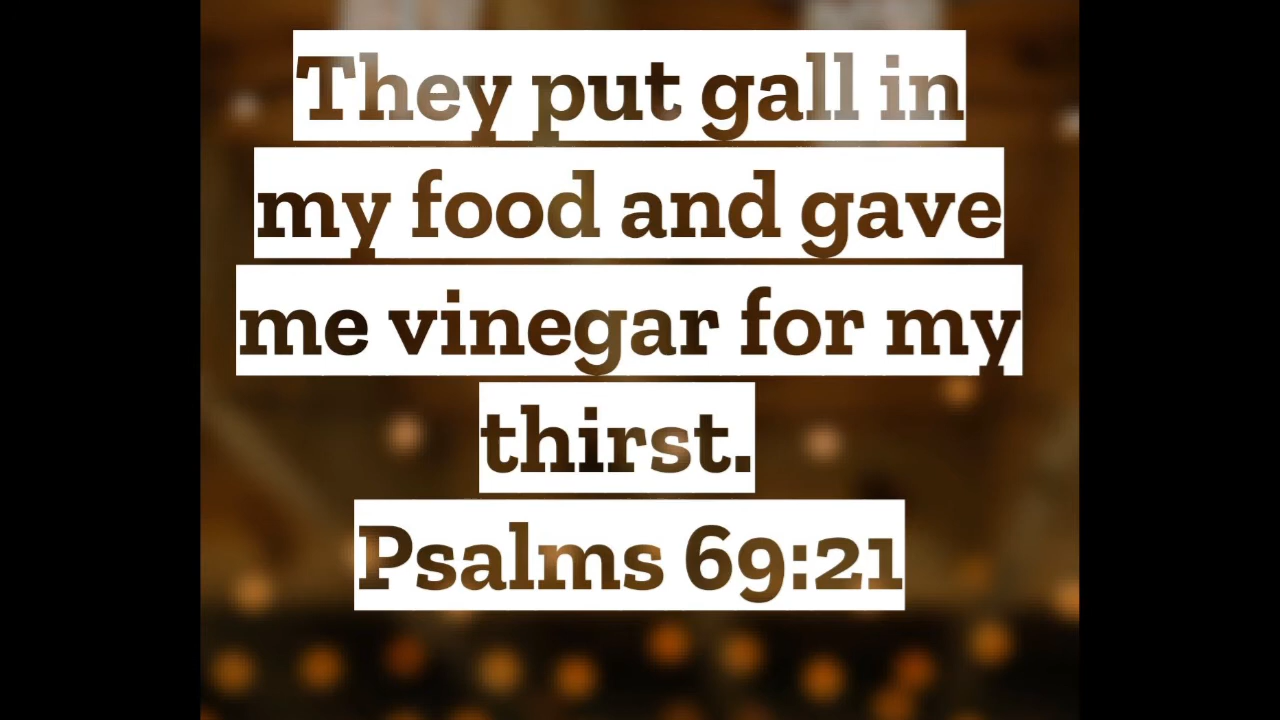 They put gall in
my food and gave
me vinegar for my
thirst.
Psalms 69:21